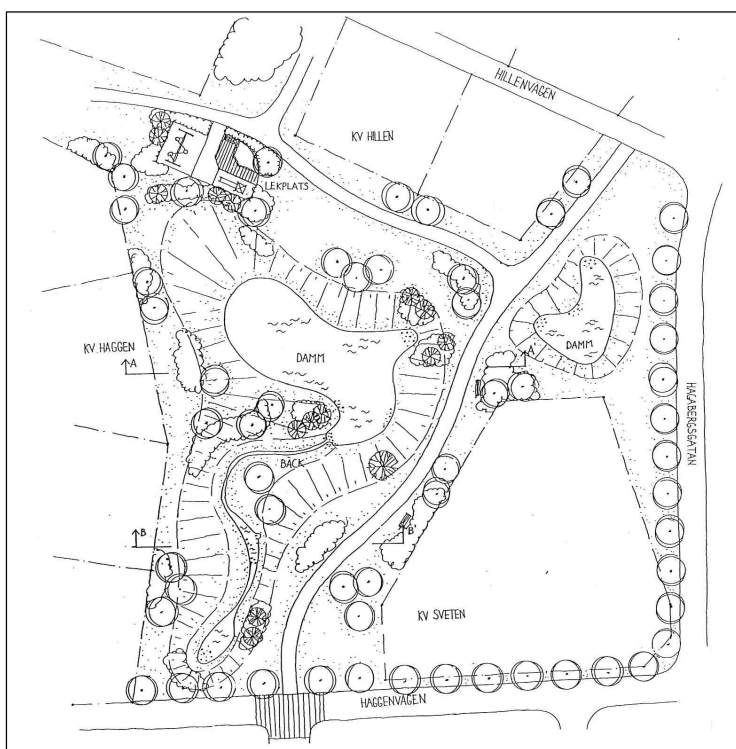 HILLENVÄGEN
KV HILLEN
LEKPLATS
KV. HAGGEN
DAMM
DAMM
A
A'
HAGABERGSGATAN
BÄCK
B
B'
KV SVETEN
HAGGENVÄGEN